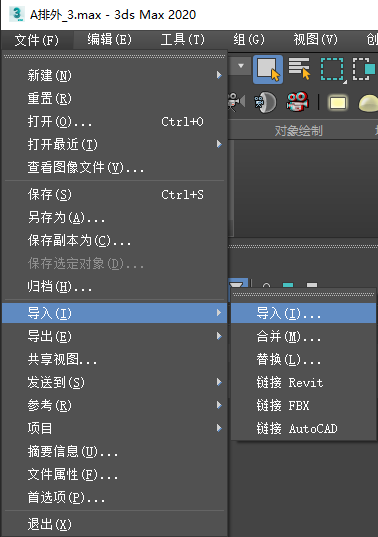 A排外_3.max - 3ds Max 2020
文件(F) 编辑(E) 工具(T) 组(G) 视图(V) 创
新建(N)
重置(R)
打开(O)... Ctrl+O
打开最近(T)
查看图像文件(V)...
对象绘制
保存(S) Ctrl+S
另存为(A)...
保存副本为(C)...
保存选定对象(D)...
归档(H)...
导入(I)
导出(E)
共享视图...
发送到(S)
参考(R)
项目
摘要信息(U)...
文件属性(F)...
首选项(P)...
退出(X)
导入(I)...
合并(M)...
替换(L)...
链接 Revit
链接 FBX
链接 AutoCAD